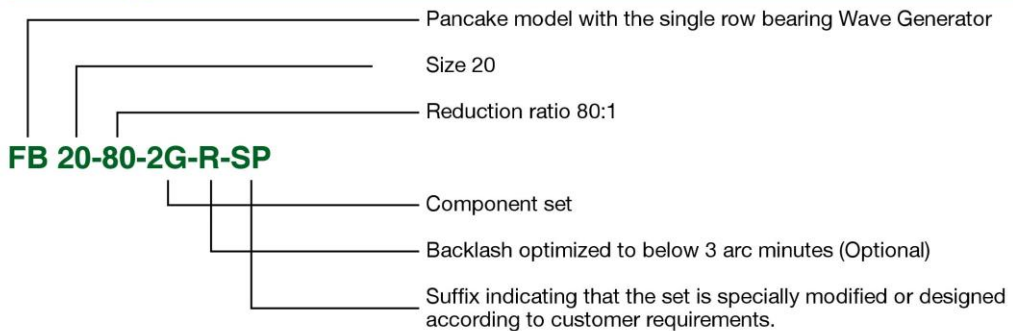 Pancake model with the single row bearing Wave Generator
Size 20
Reduction ratio 80:1
FB 20-80-2G-R-SP
Component set
Backlash optimized to below 3 arc minutes (Optional)
Suffix indicating that the set is specially modified or designed
according to customer requirements.